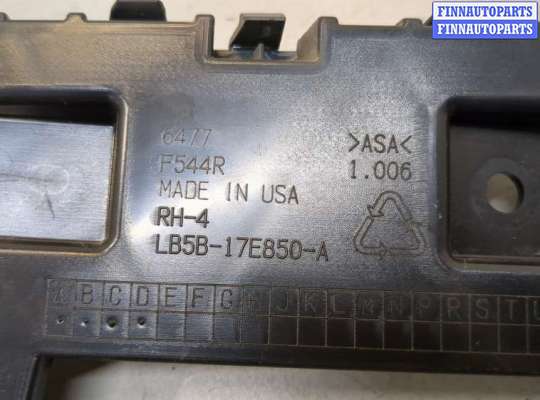 FINNAUTOPARTS
FINNAUTOPARTS
6477
F544R
MADE IN USA
RH-4
LB5B-17E850-A
>ASA<
1.006
A B C D E F G H J K L M N P R S T U